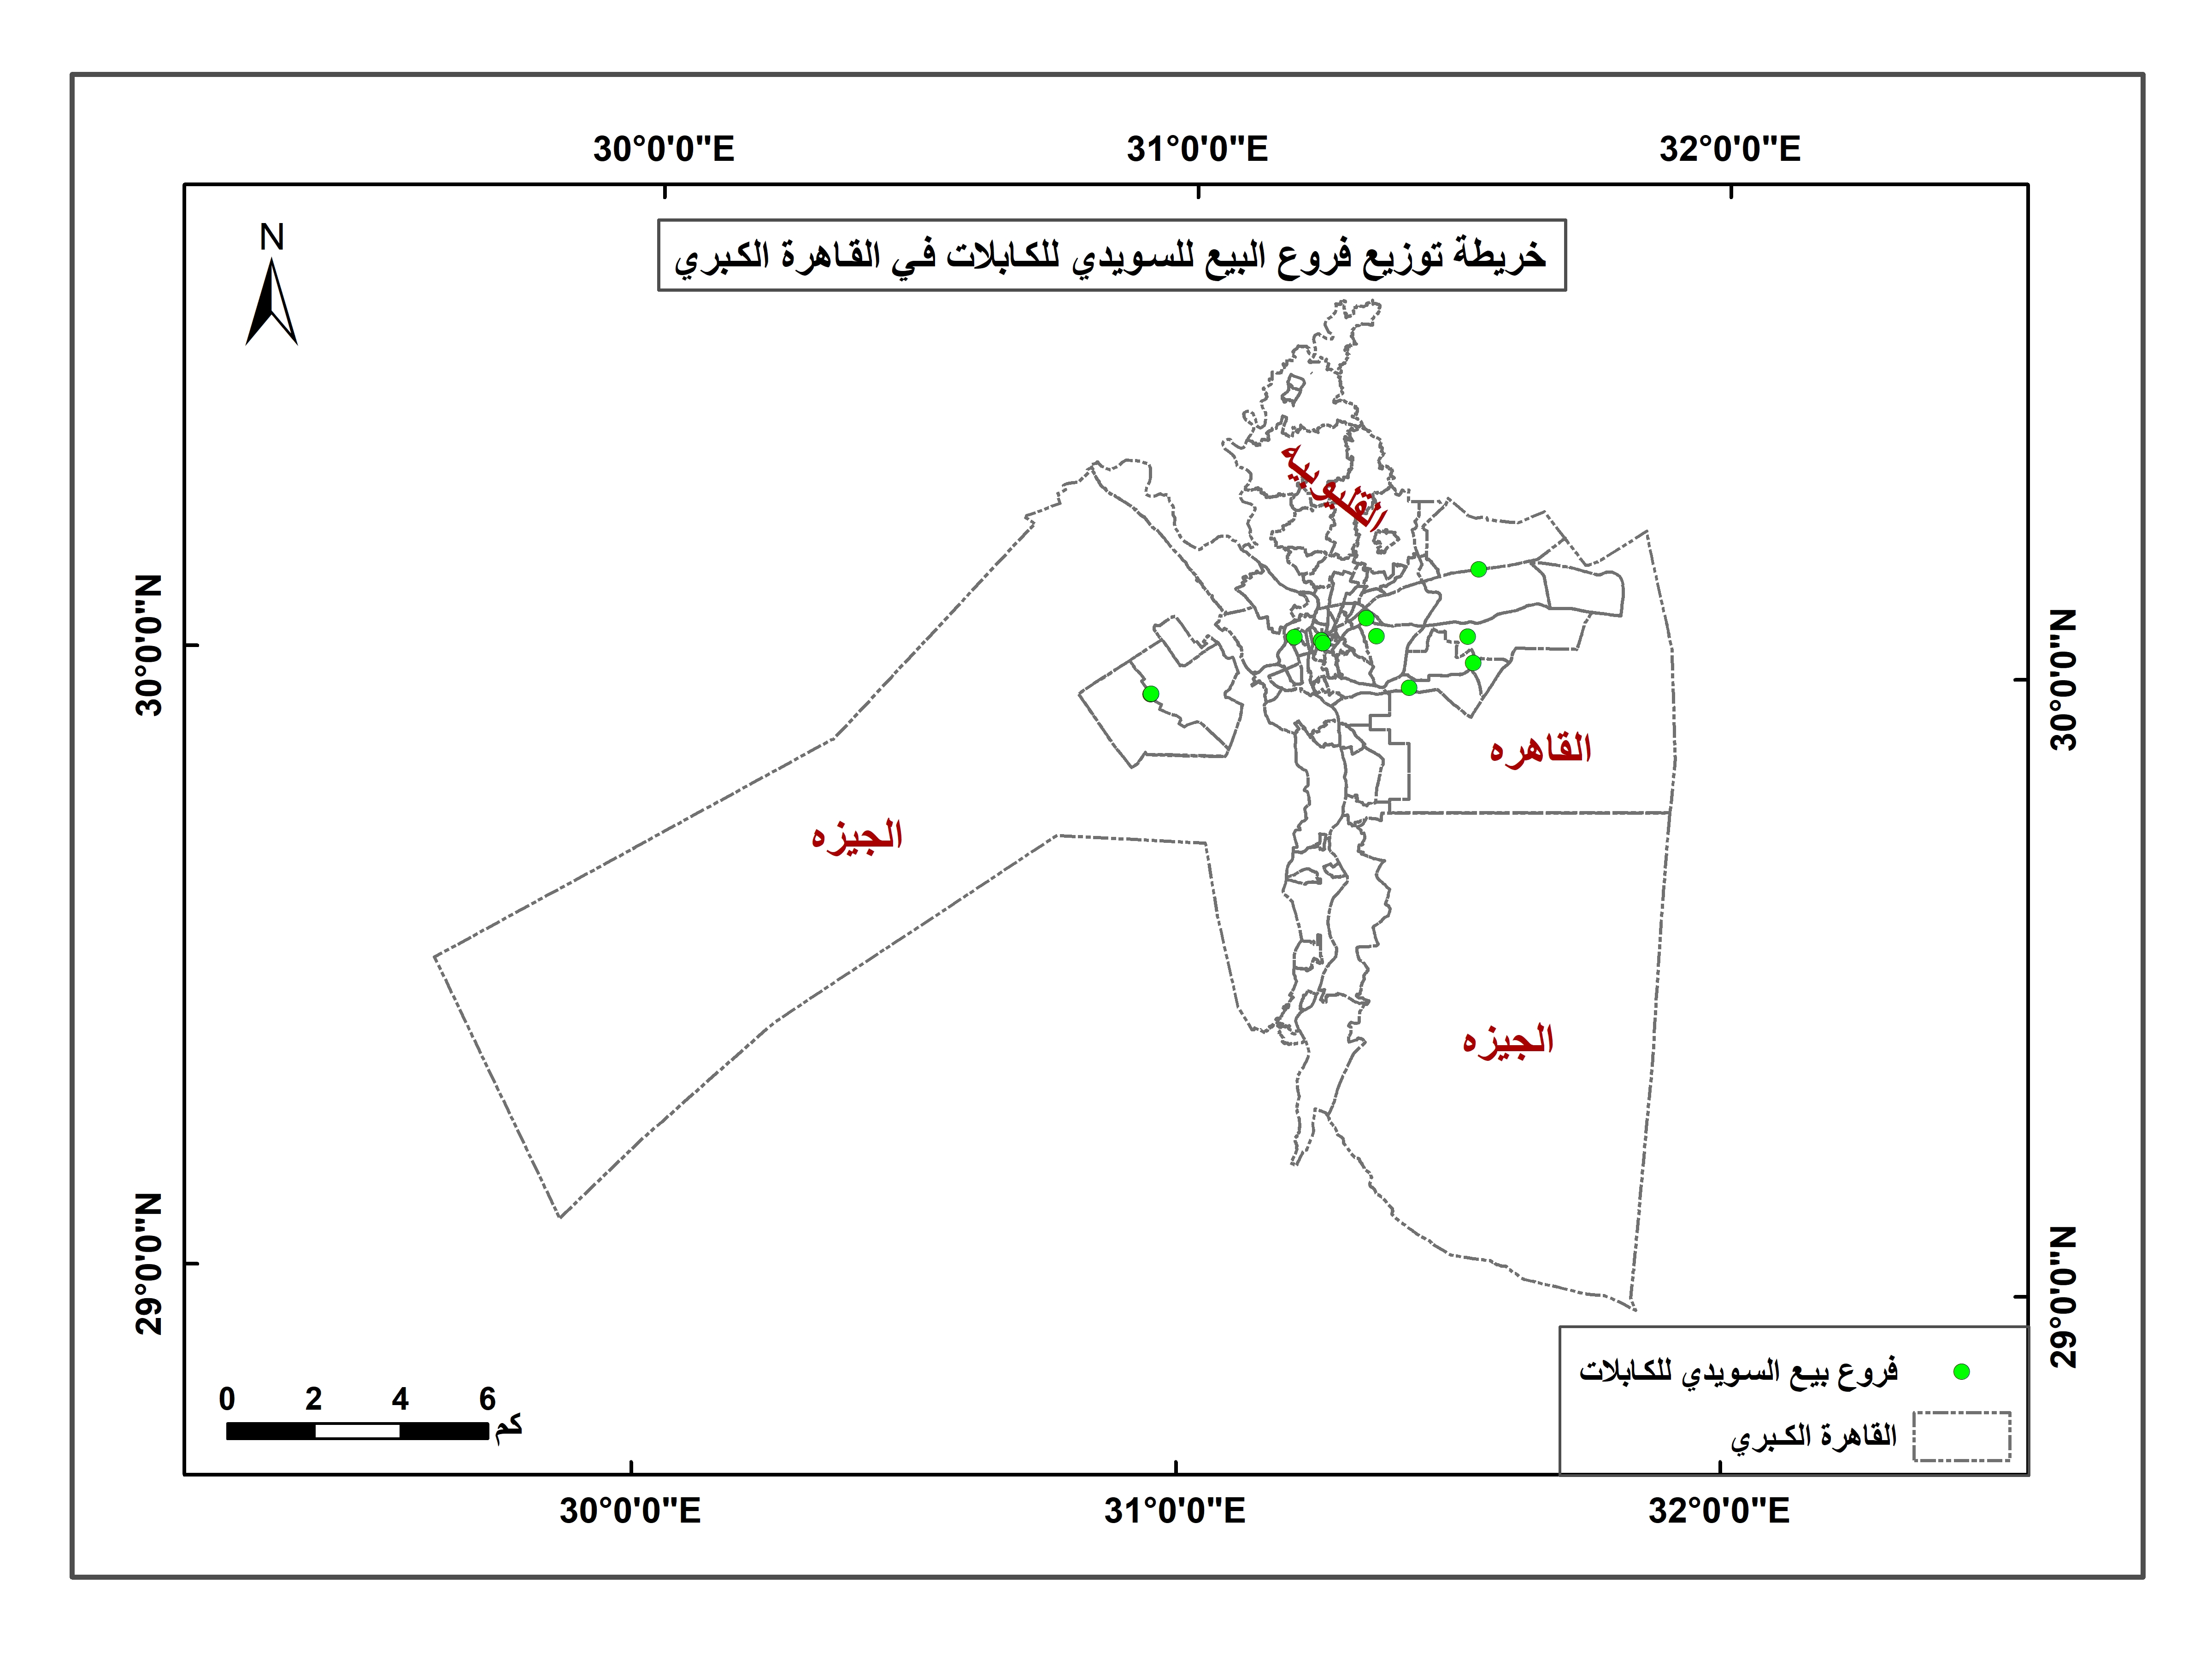 30°0'0"E 31°0'0"E 32°0'0"E
N
خريطة توزيع فروع البيع للسويدي للكابلات في القاهرة الكبري
القليوبية
30°0'0"N
30°0'0"N
القاهره
الجيزه
الجيزه
29°0'0"N
29°0'0"N
فروع بيع السويدي للكابلات
القاهرة الكبري
0 2 4 6
كم
30°0'0"E 31°0'0"E 32°0'0"E